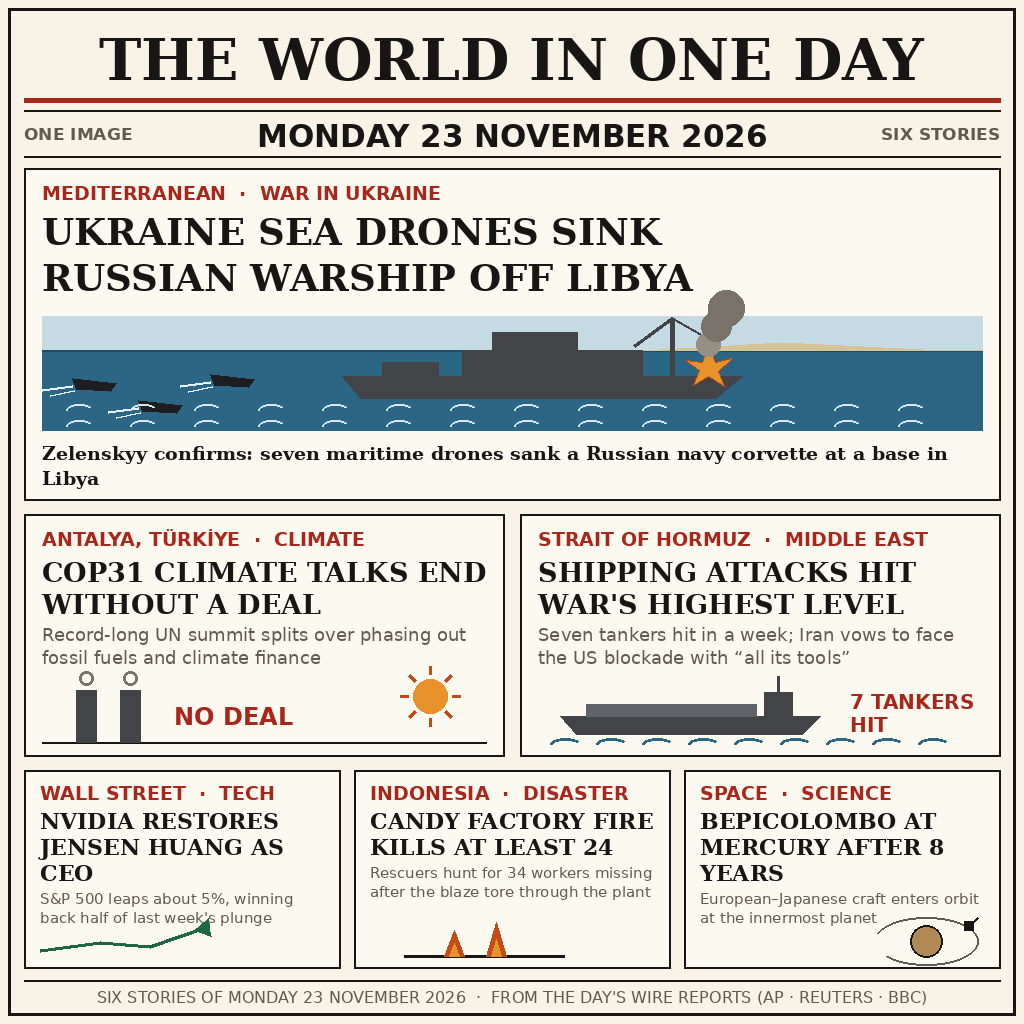 THE WORLD IN ONE DAY
ONE IMAGE
MONDAY 23 NOVEMBER 2026
SIX STORIES
MEDITERRANEAN · WAR IN UKRAINE
UKRAINE SEA DRONES SINK
RUSSIAN WARSHIP OFF LIBYA
Zelenskyy confirms: seven maritime drones sank a Russian navy corvette at a base in
Libya
ANTALYA, TÜRKİYE · CLIMATE
COP31 CLIMATE TALKS END
WITHOUT A DEAL
Record-long UN summit splits over phasing out
fossil fuels and climate finance
NO DEAL
STRAIT OF HORMUZ · MIDDLE EAST
SHIPPING ATTACKS HIT
WAR'S HIGHEST LEVEL
Seven tankers hit in a week; Iran vows to face
the US blockade with “all its tools”
7 TANKERS
HIT
WALL STREET · TECH
NVIDIA RESTORES
JENSEN HUANG AS
CEO
S&P 500 leaps about 5%, winning
back half of last week's plunge
INDONESIA · DISASTER
CANDY FACTORY FIRE
KILLS AT LEAST 24
Rescuers hunt for 34 workers missing
after the blaze tore through the plant
SPACE · SCIENCE
BEPICOLOMBO AT
MERCURY AFTER 8
YEARS
European–Japanese craft enters orbit
at the innermost planet
SIX STORIES OF MONDAY 23 NOVEMBER 2026 · FROM THE DAY'S WIRE REPORTS (AP · REUTERS · BBC)